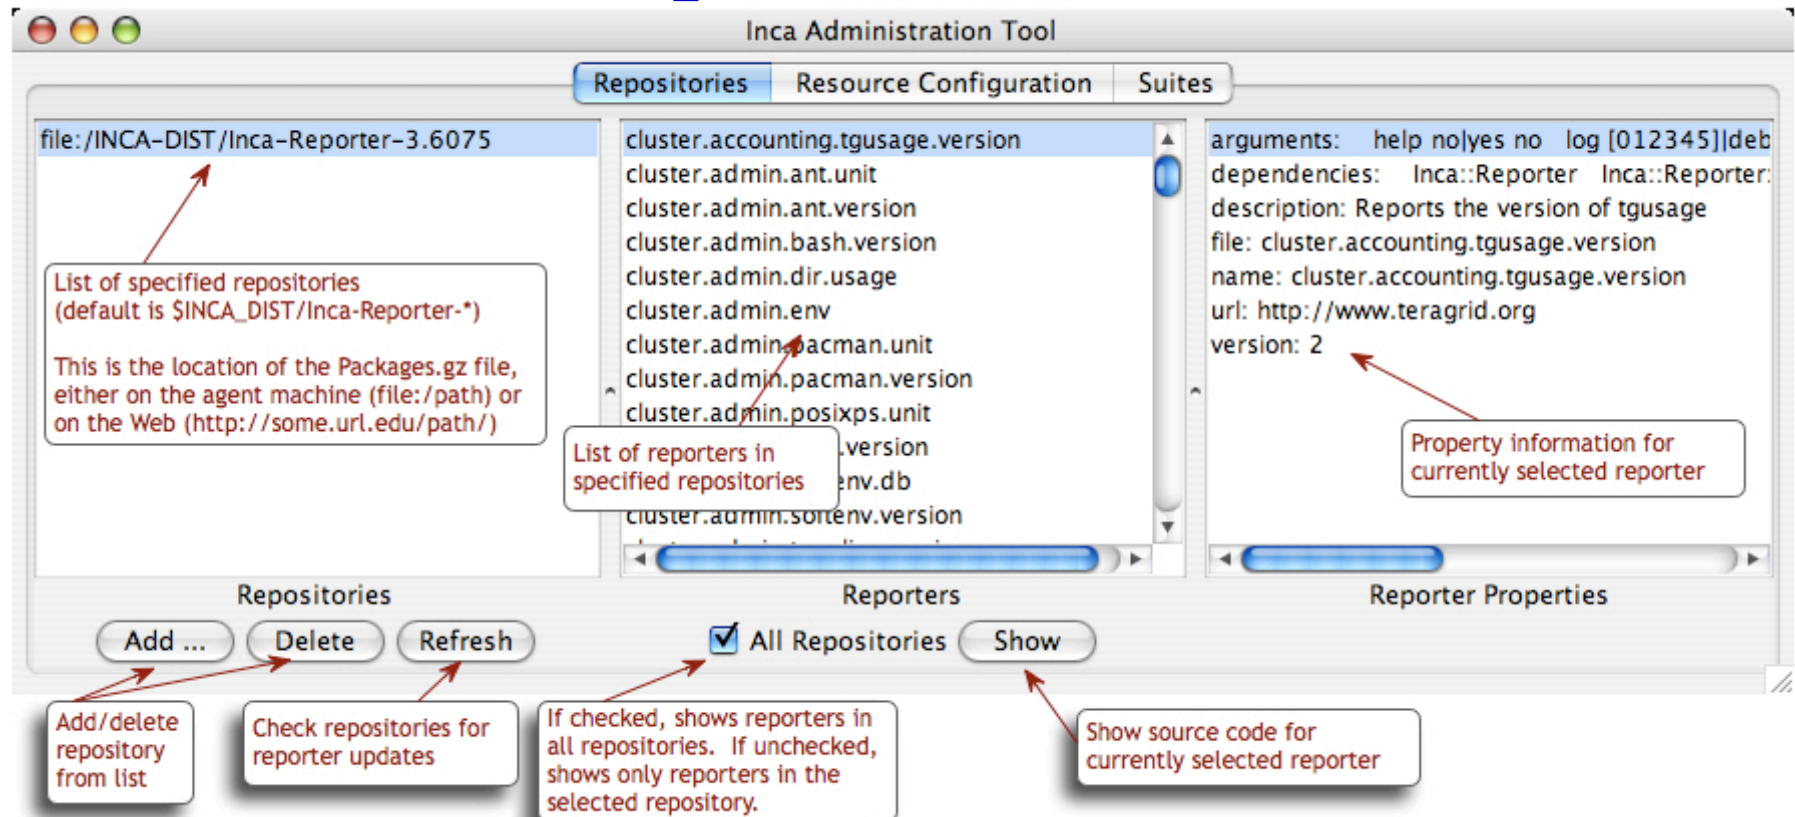 Inca Administration Tool
Repositories Resource Configuration Suites
file:/INCA-DIST/Inca-Reporter-3.6075
List of specified repositories
(default is $INCA_DIST/Inca-Reporter-*)
This is the location of the Packages.gz file,
either on the agent machine (file:/path) or
on the Web (http://some.url.edu/path/)
cluster.accounting.tgusage.version
cluster.admin.ant.unit
cluster.admin.ant.version
cluster.admin.bash.version
cluster.admin.dir.usage
cluster.admin.env
cluster.admin.pacman.unit
cluster.admin.pacman.version
cluster.admin.posixps.unit
.version
env.db
cluster.admin.softenv.version
List of reporters in
specified repositories
arguments: help no|yes no log [012345]|deb
dependencies: Inca::Reporter Inca::Reporter:
description: Reports the version of tgusage
file: cluster.accounting.tgusage.version
name: cluster.accounting.tgusage.version
url: http://www.teragrid.org
version: 2
Property information for
currently selected reporter
Repositories
Reporters
Reporter Properties
Add ... Delete Refresh
All Repositories Show
Add/delete
repository
from list
Check repositories for
reporter updates
If checked, shows reporters in
all repositories. If unchecked,
shows only reporters in the
selected repository.
Show source code for
currently selected reporter